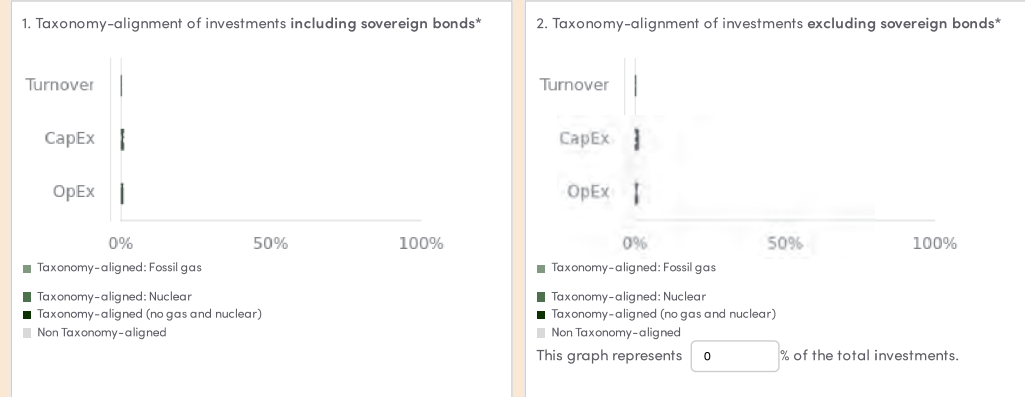 1. Taxonomy-alignment of investments including sovereign bonds*
Turnover
CapEx
OpEx
0% 50% 100%
Taxonomy-aligned: Fossil gas
Taxonomy-aligned: Nuclear
Taxonomy-aligned (no gas and nuclear)
Non Taxonomy-aligned
2. Taxonomy-alignment of investments excluding sovereign bonds*
Turnover
CapEx
OpEx
0% 50% 100%
Taxonomy-aligned: Fossil gas
Taxonomy-aligned: Nuclear
Taxonomy-aligned (no gas and nuclear)
Non Taxonomy-aligned
This graph represents 0 % of the total investments.